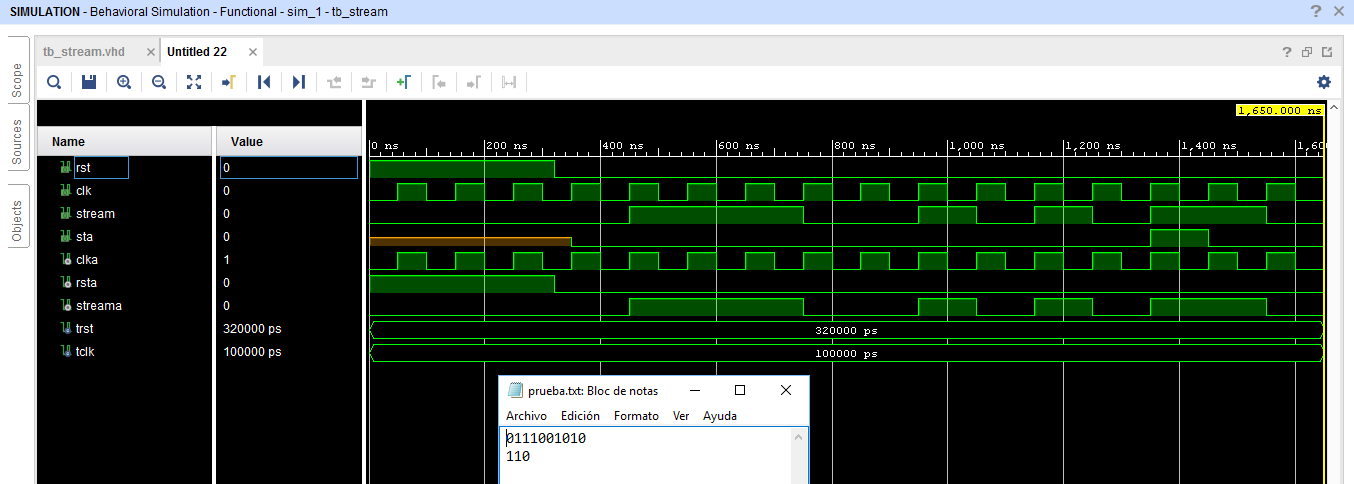 SIMULATION - Behavioral Simulation - Functional - sim_1 - tb_stream ? ×
Scope
Sources
Objects
tb_stream.vhd × Untitled 22 × ?
1,650.000 ns
Name Value
0 ns 200 ns 400 ns 600 ns 800 ns 1,000 ns 1,200 ns 1,400 ns 1,600
rst 0
clk 0
stream 0
sta 0
clka 1
rsta 0
streama 0
trst 320000 ps 320000 ps
tclk 100000 ps 100000 ps
prueba.txt: Bloc de notas
Archivo Edición Formato Ver Ayuda
0111001010
110